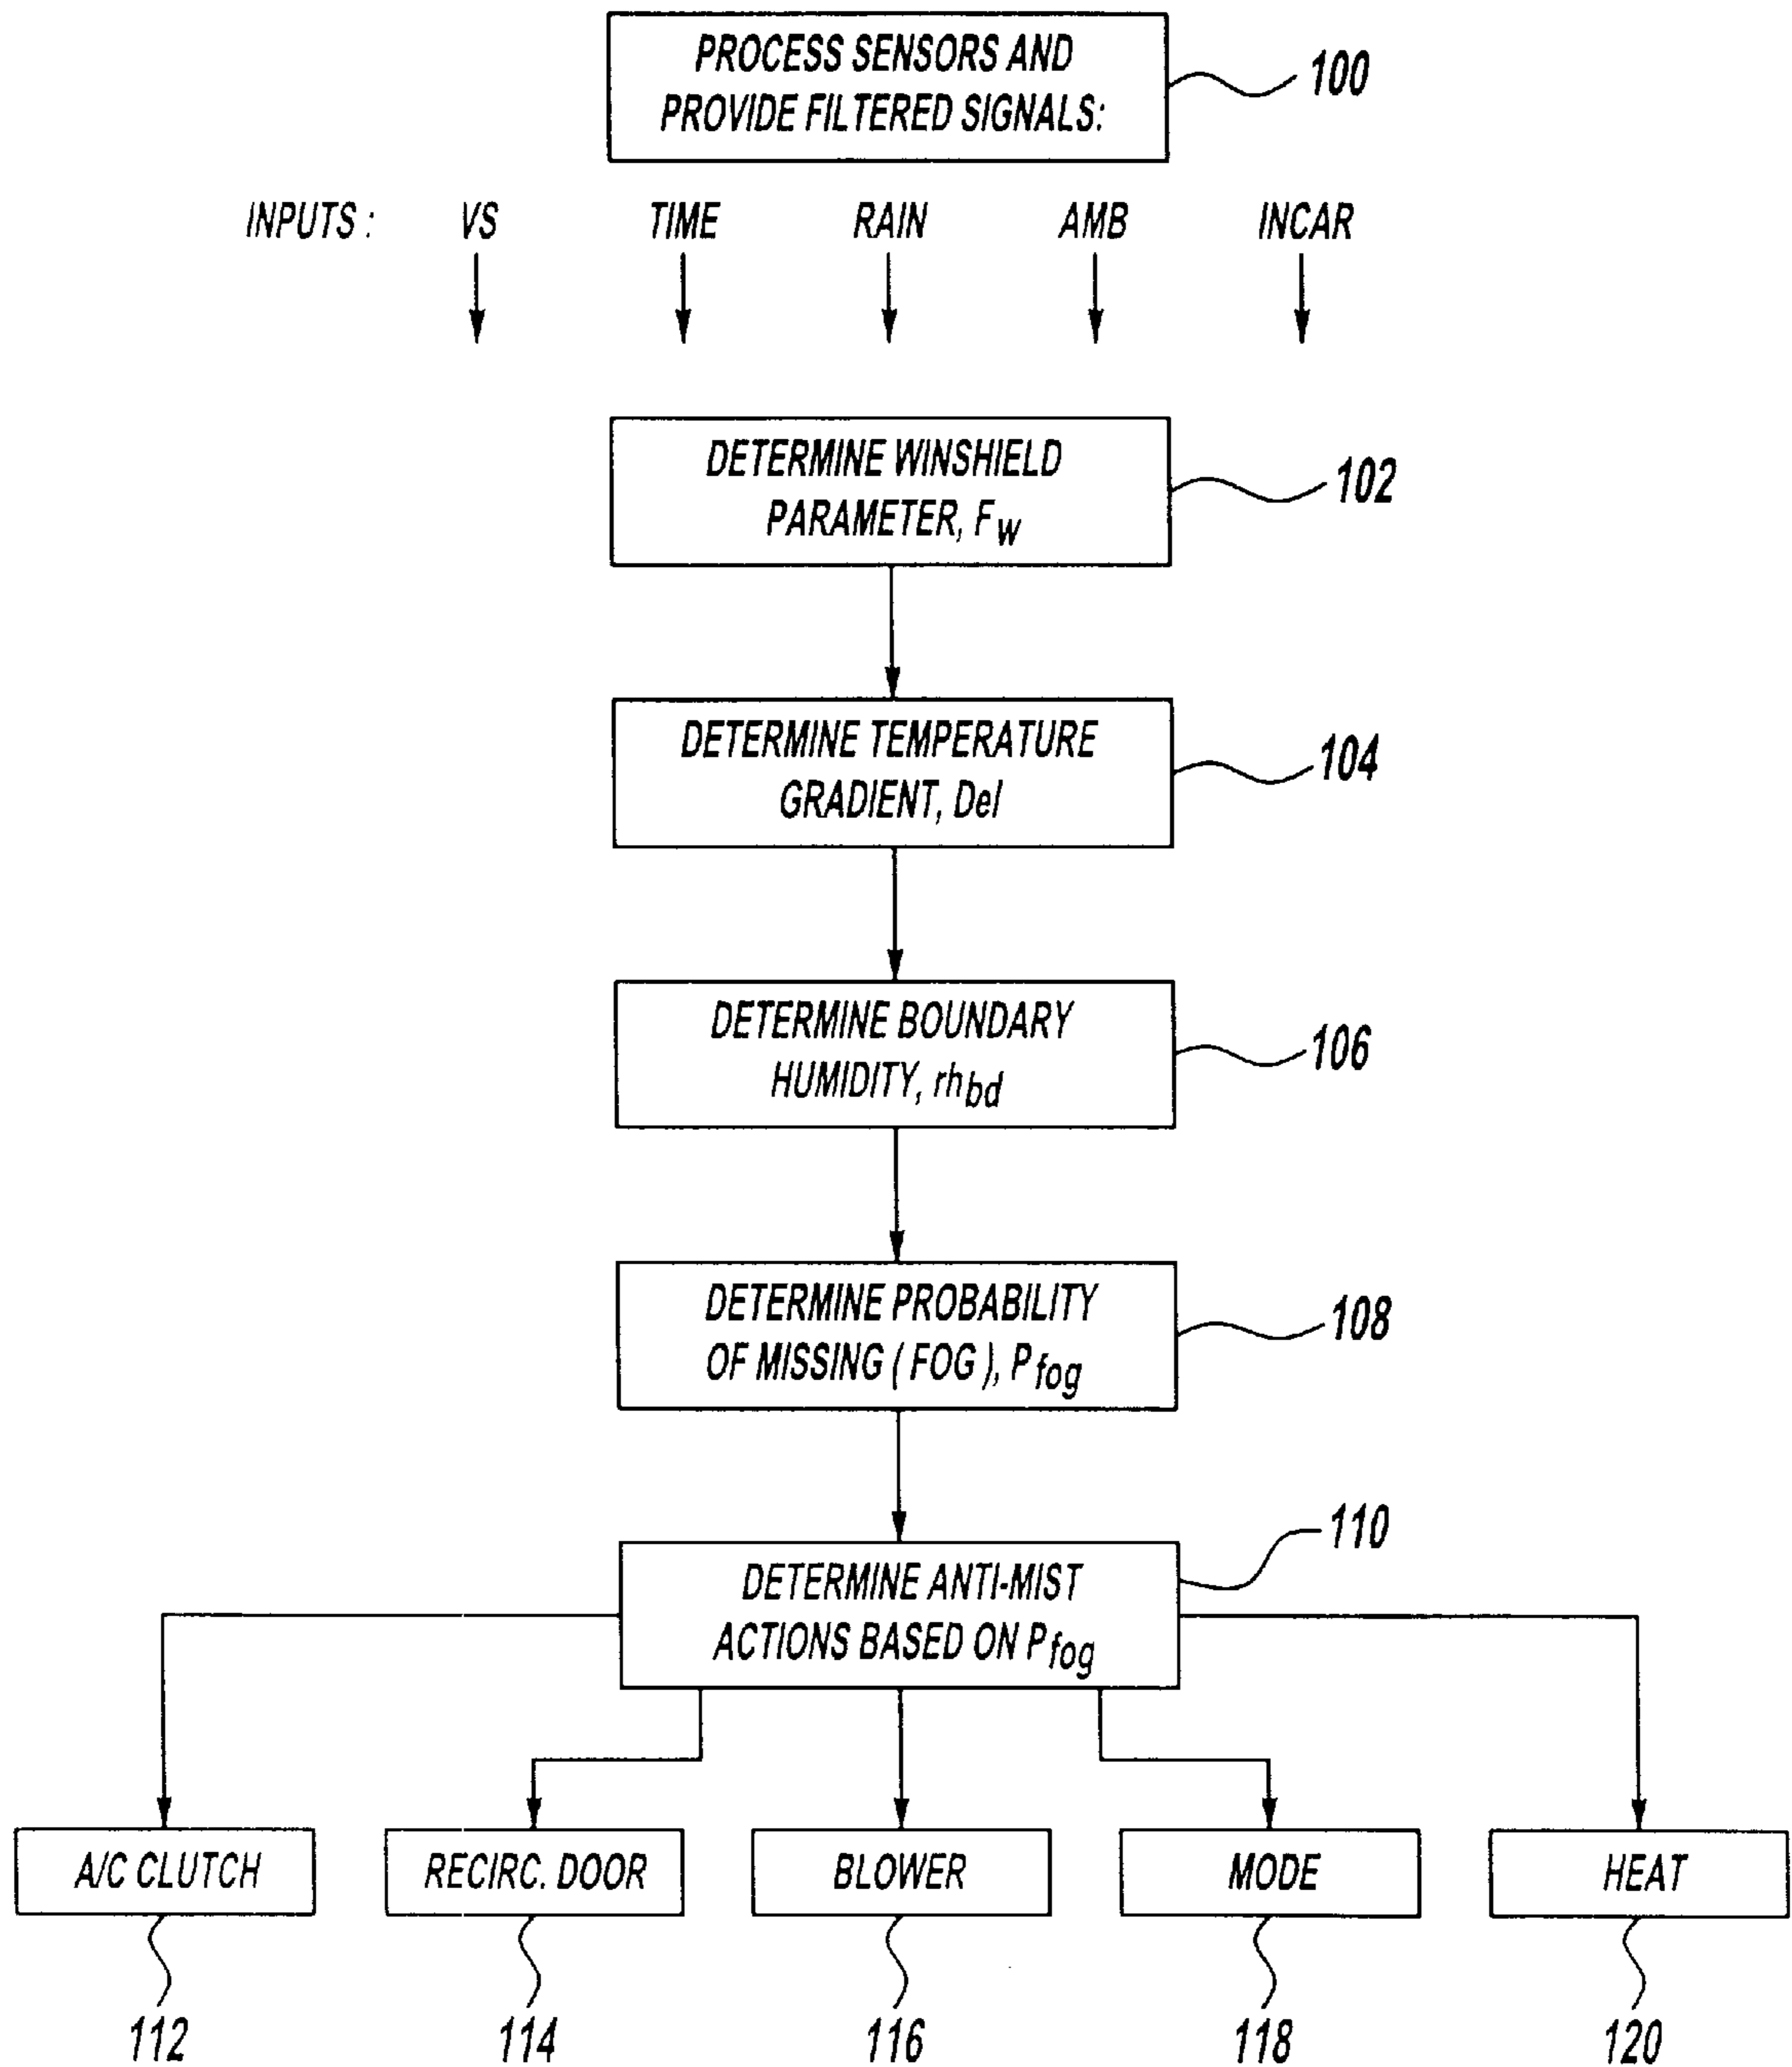 PROCESS SENSORS AND
PROVIDE FILTERED SIGNALS:
100
INPUTS : VS TIME RAIN AMB INCAR
DETERMINE WINSHIELD
PARAMETER, Fw
102
DETERMINE TEMPERATURE
GRADIENT, Del
104
DETERMINE BOUNDARY
HUMIDITY, rhbd
106
DETERMINE PROBABILITY
OF MISSING ( FOG ), Pfog
108
DETERMINE ANTI-MIST
ACTIONS BASED ON Pfog
110
A/C CLUTCH RECIRC. DOOR BLOWER MODE HEAT
112 114 116 118 120